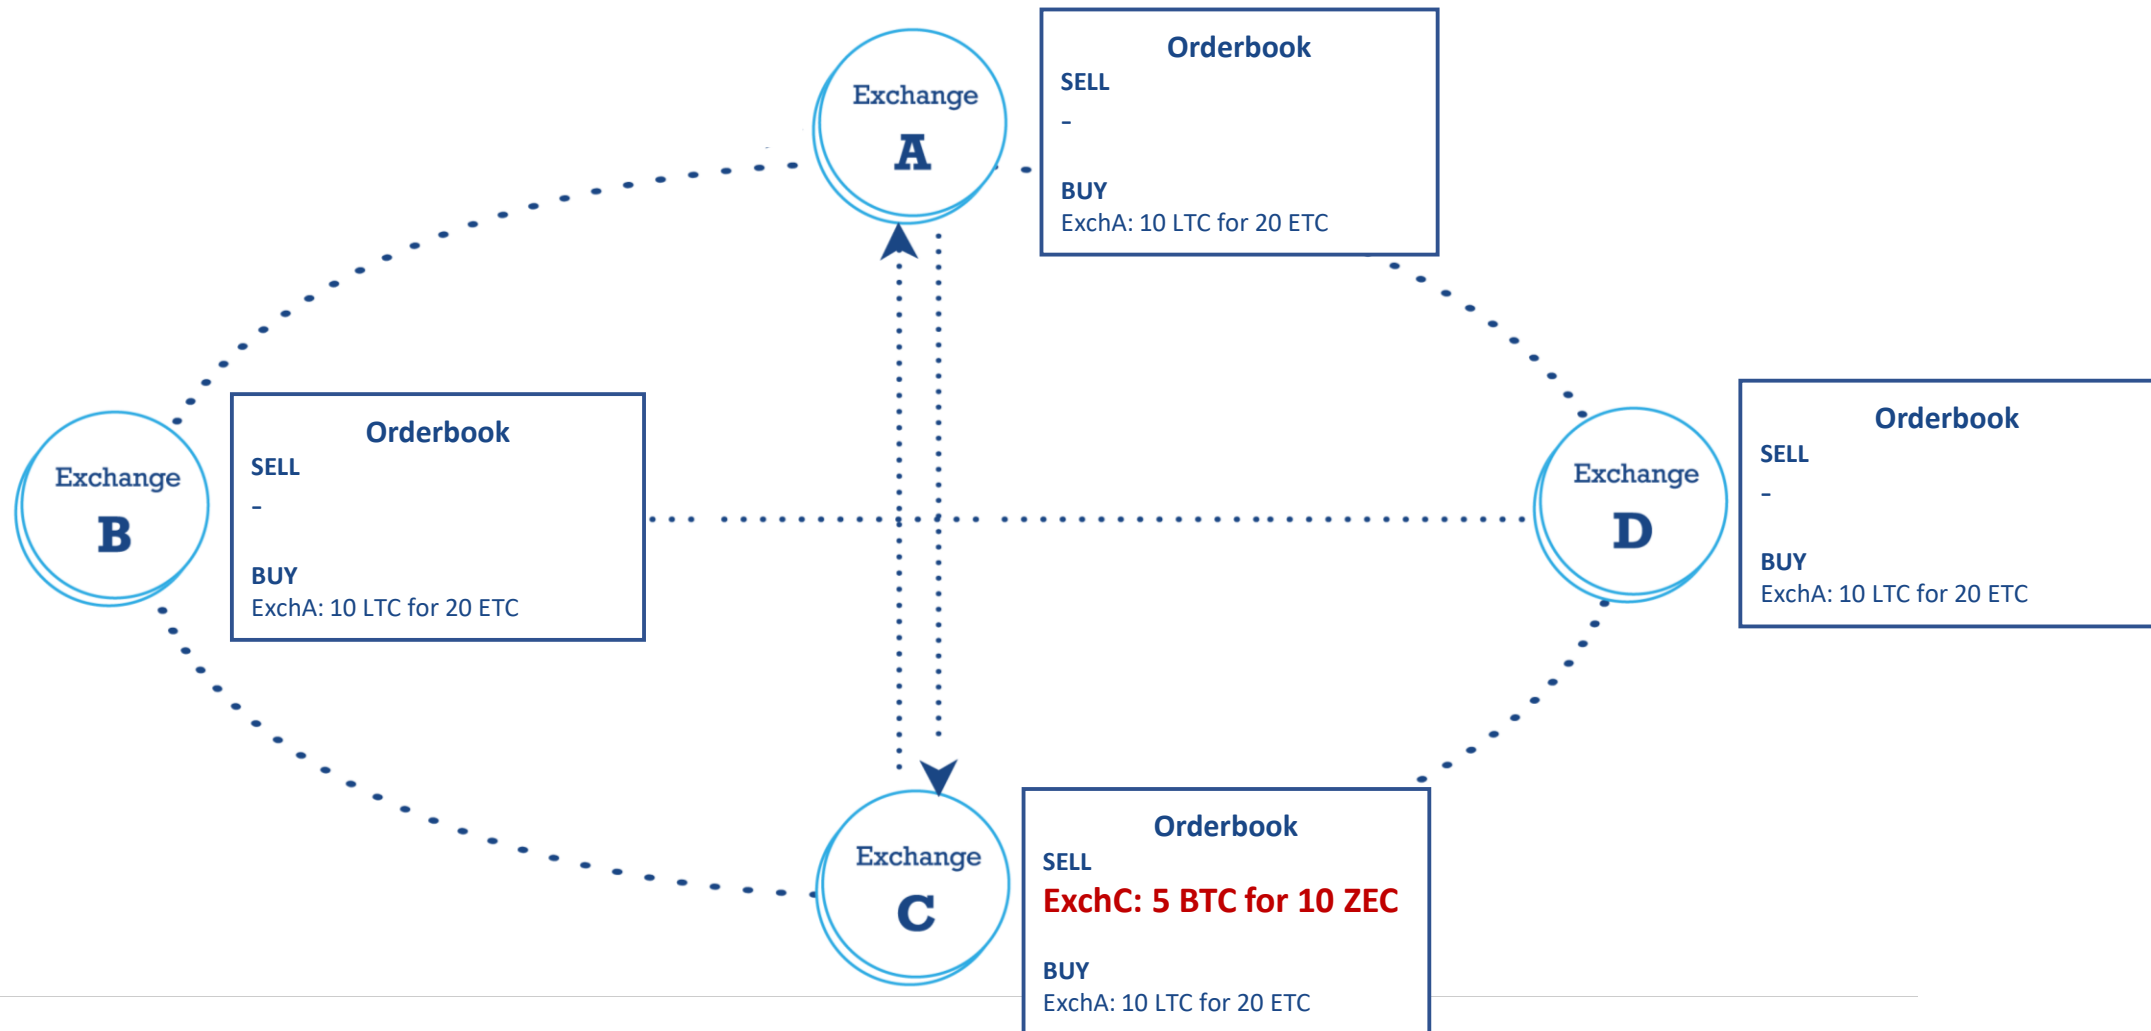 Exchange
A
Orderbook
SELL
-
BUY
ExchA: 10 LTC for 20 ETC
Exchange
B
Orderbook
SELL
-
BUY
ExchA: 10 LTC for 20 ETC
Exchange
D
Orderbook
SELL
-
BUY
ExchA: 10 LTC for 20 ETC
Exchange
C
Orderbook
SELL
ExchC: 5 BTC for 10 ZEC
BUY
ExchA: 10 LTC for 20 ETC